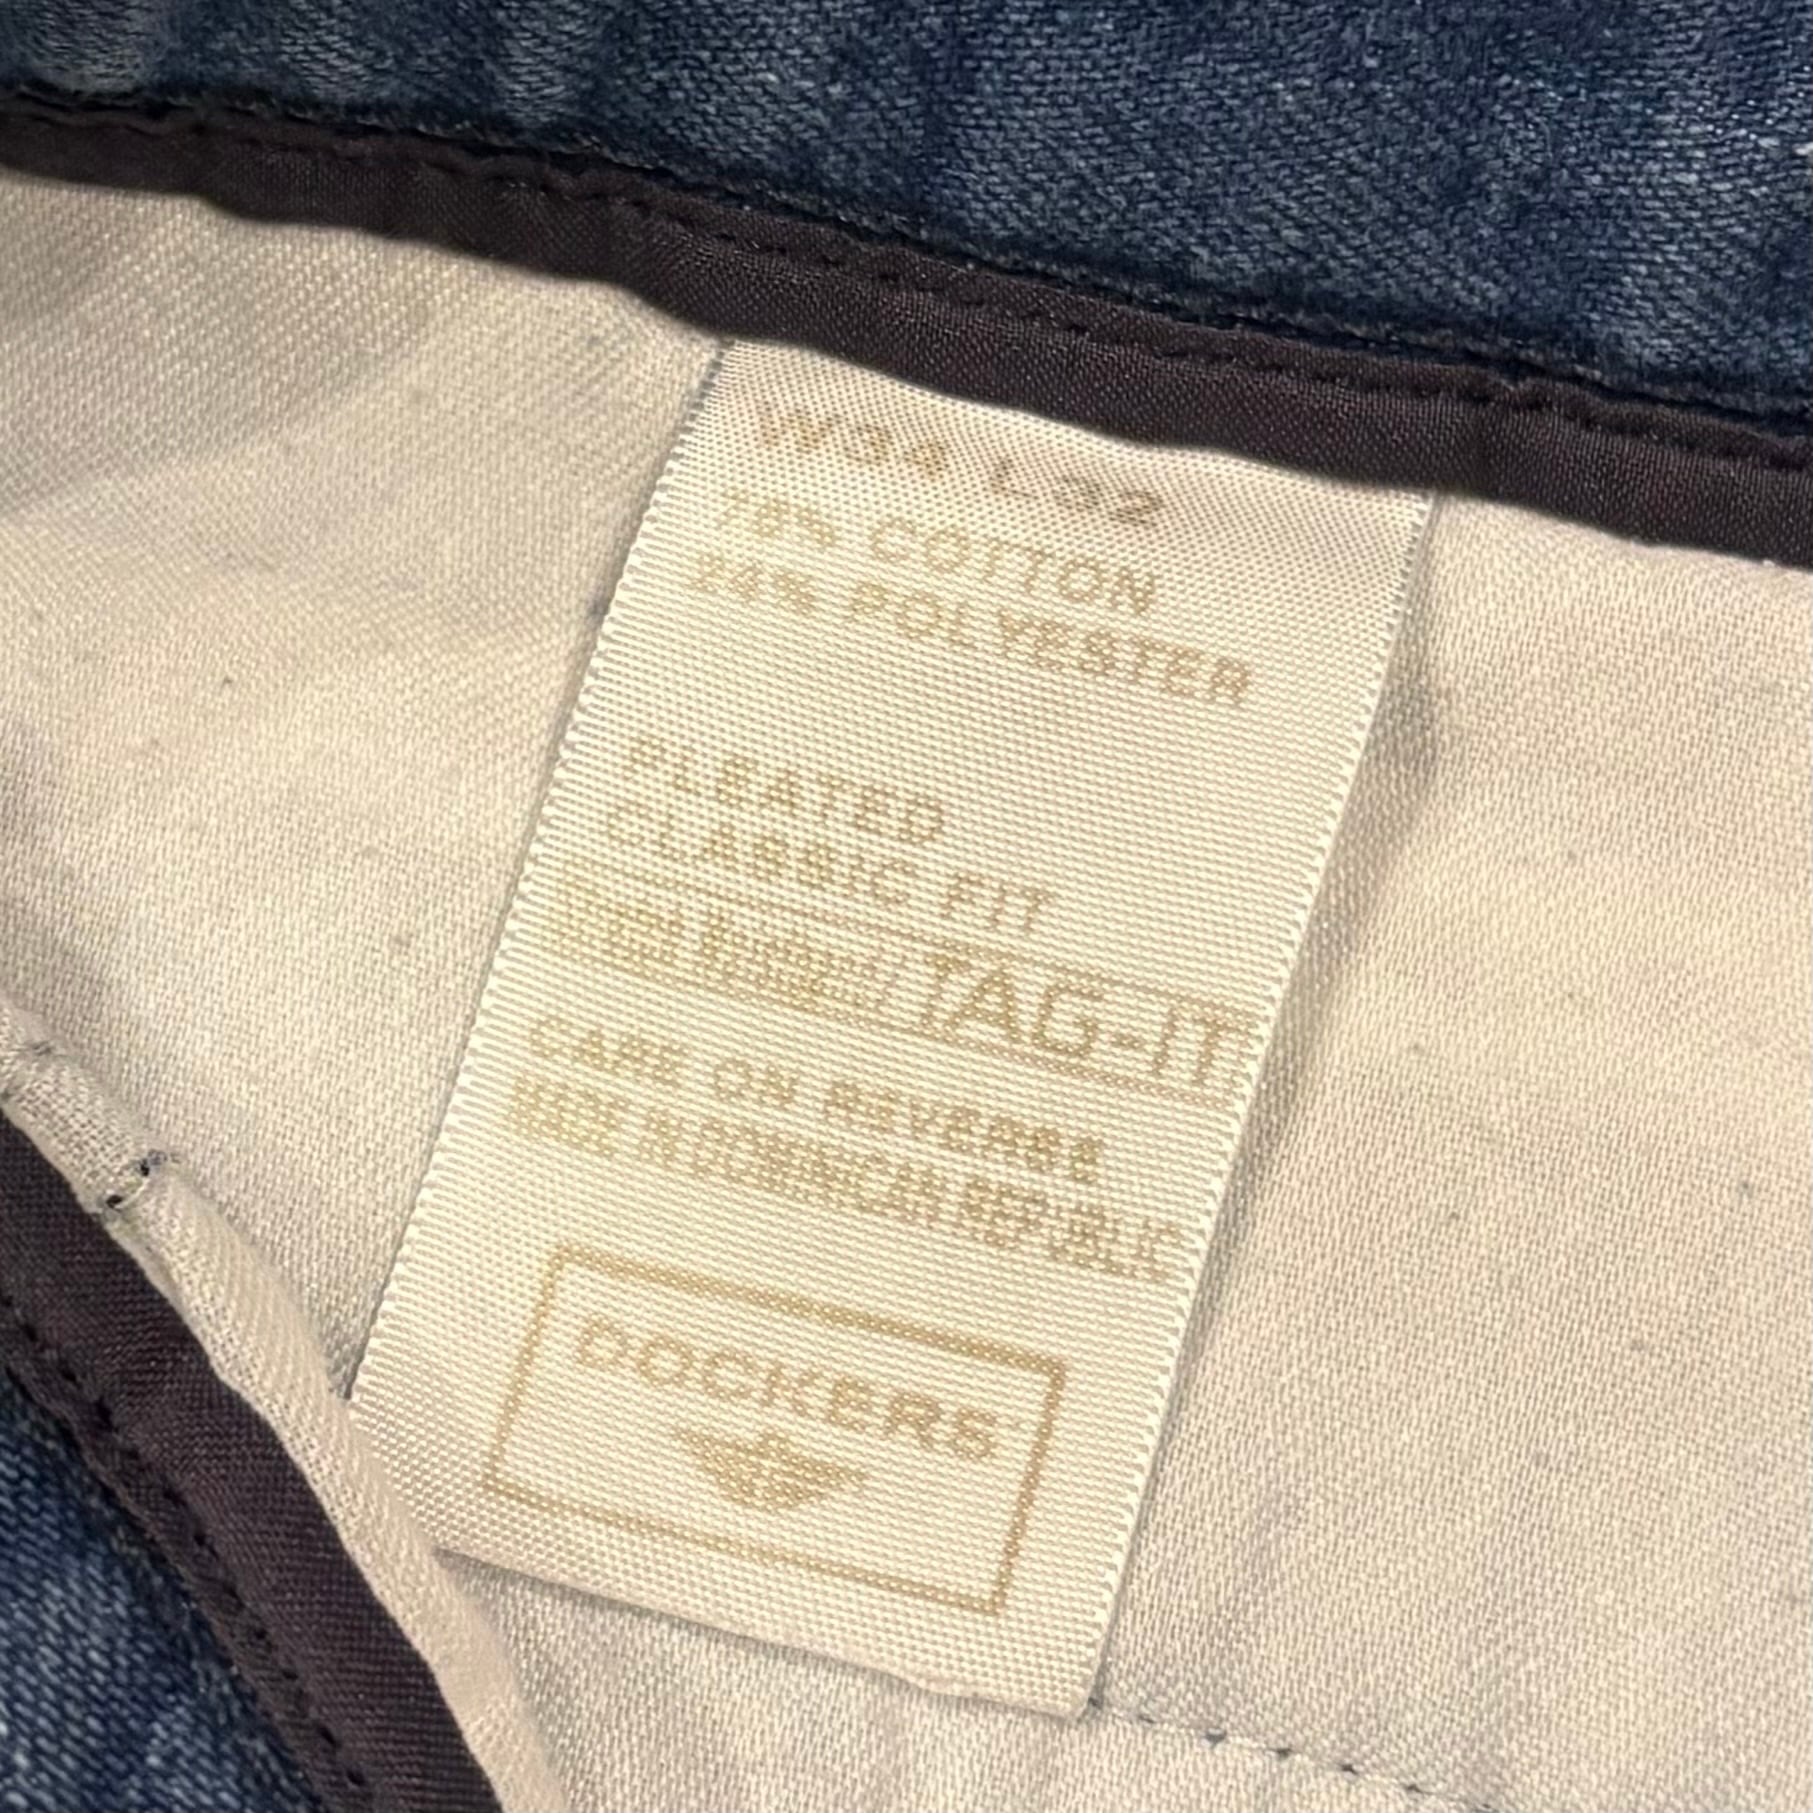 W34 L32
76% COTTON
24% POLYESTER
PLEATED
CLASSIC FIT
TAG-IT
CARE ON REVERSE
MADE IN DOMINICAN REPUBLIC
DOCKERS